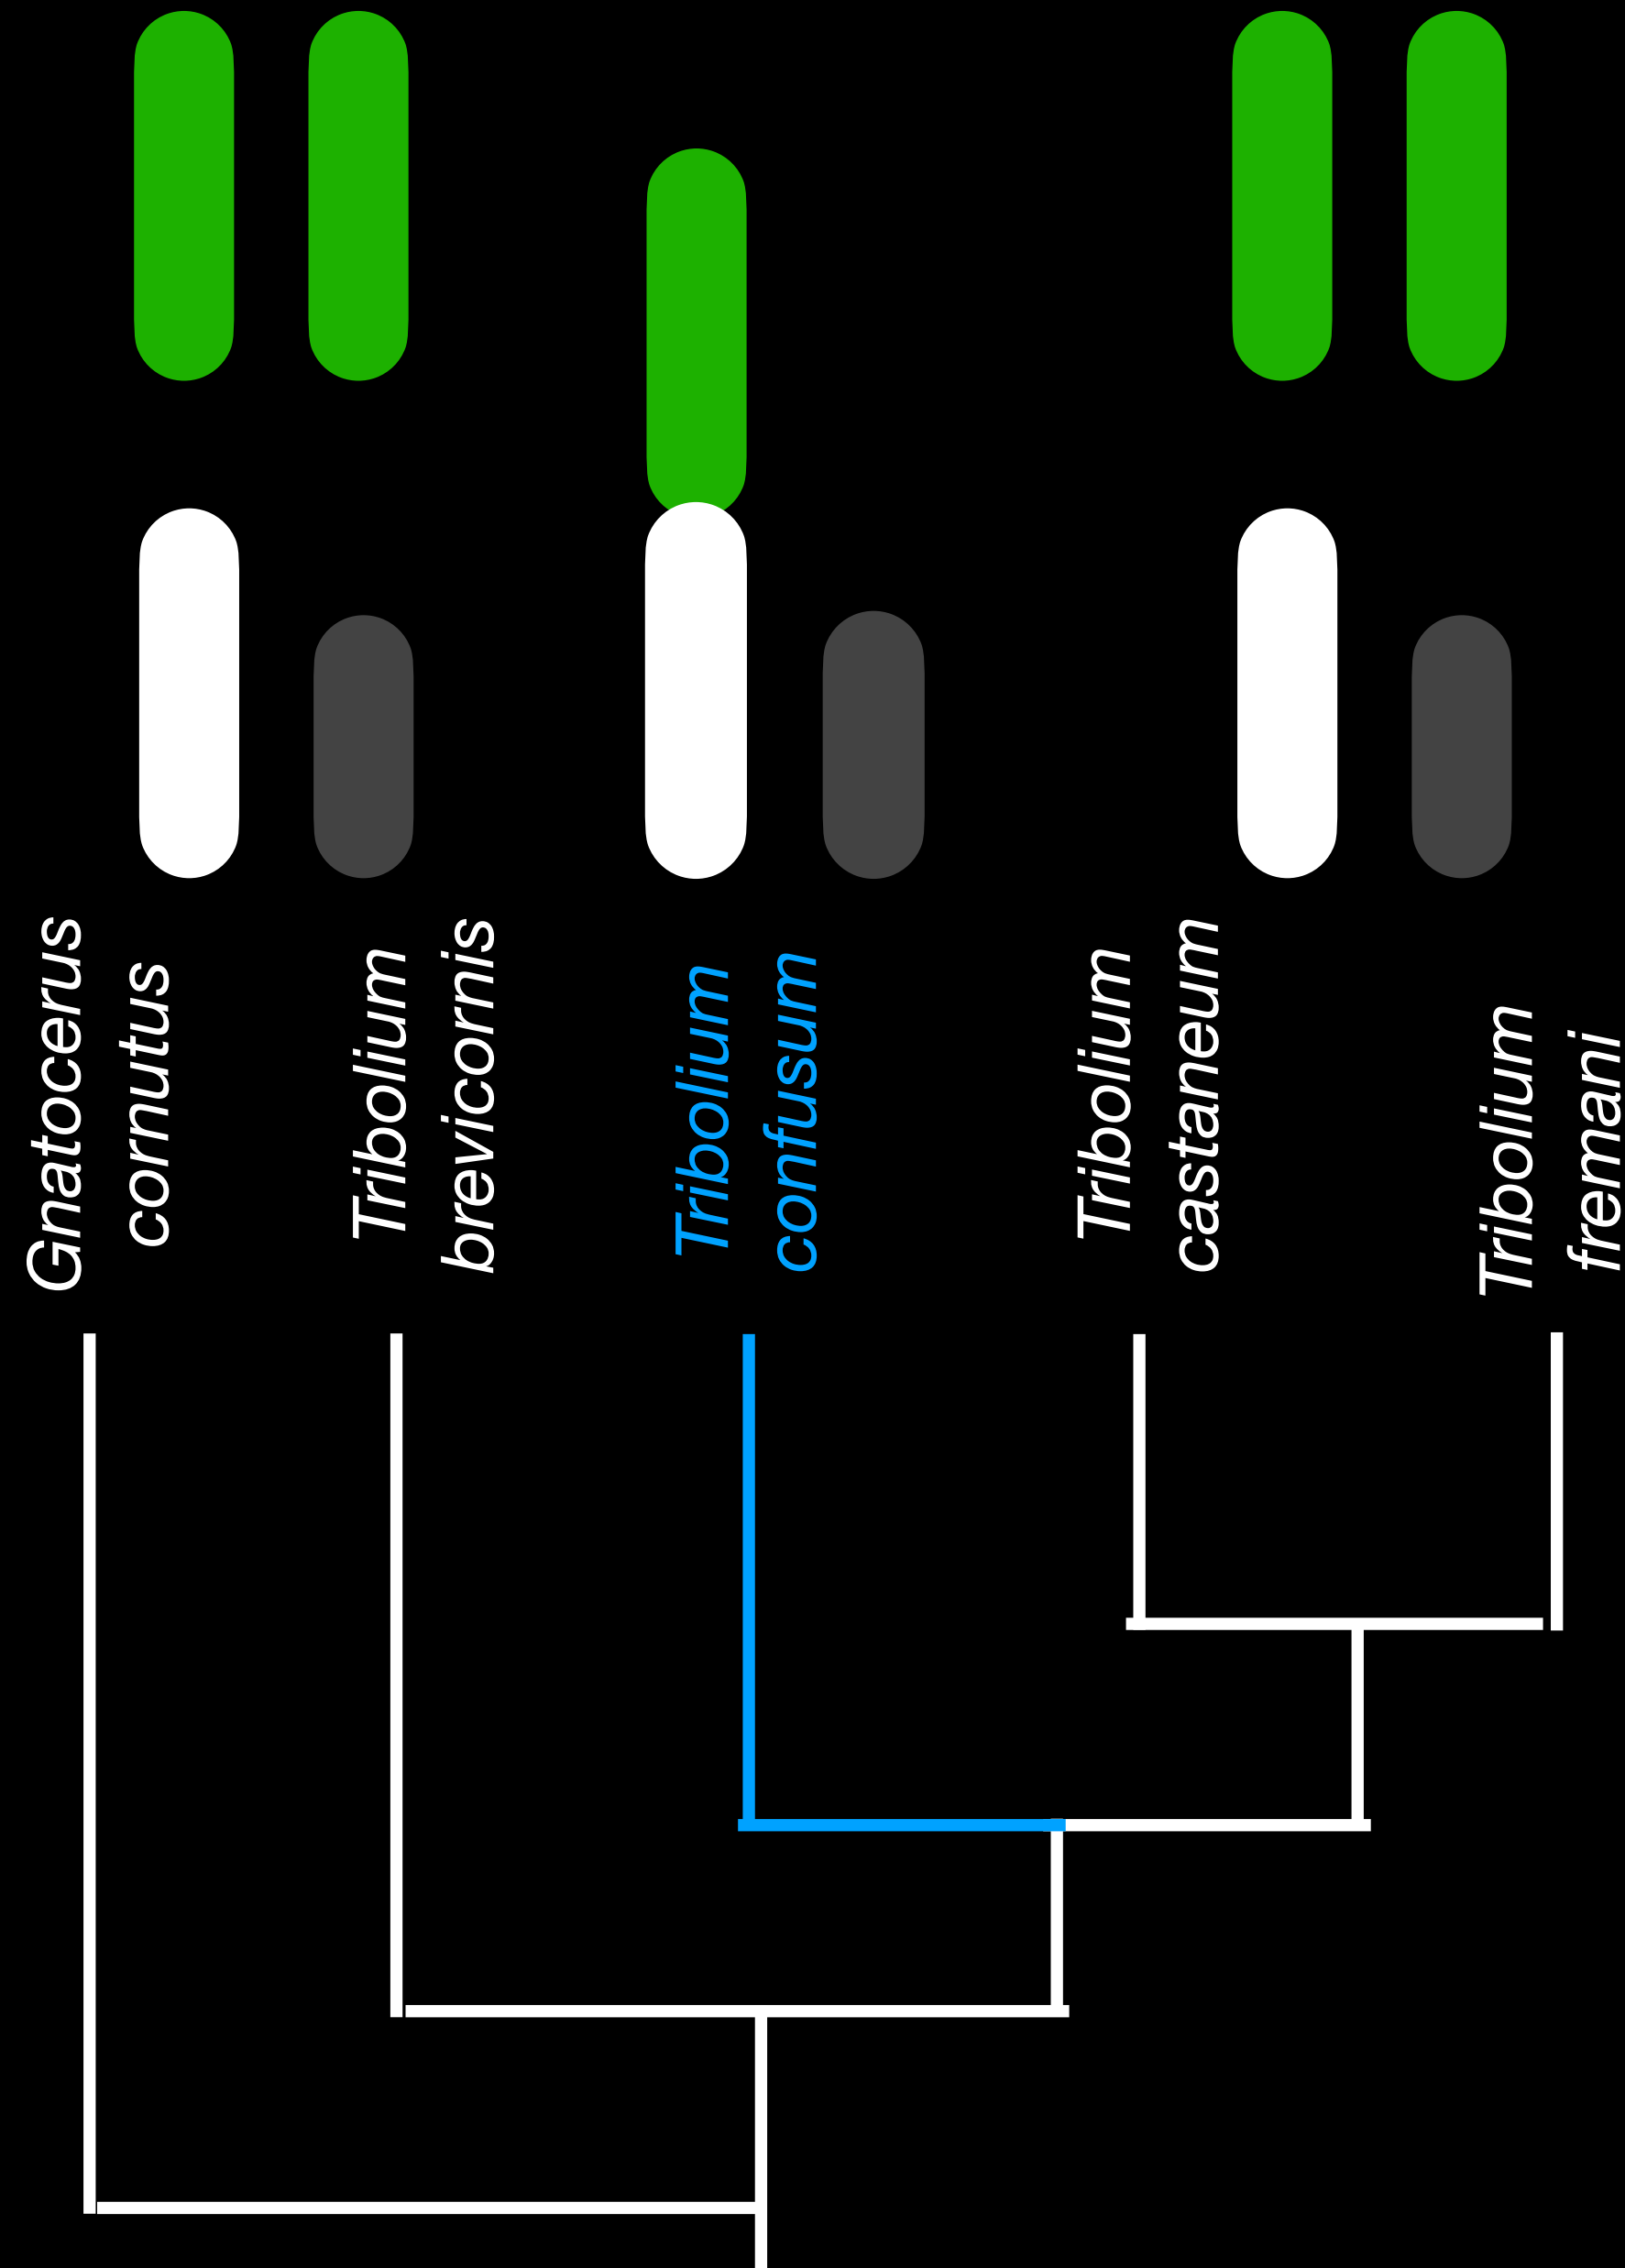 Gnatocerus
cornutus
Tribolium
brevicornis
Tribolium
confusum
Tribolium
castaneum
Tribolium
fremani